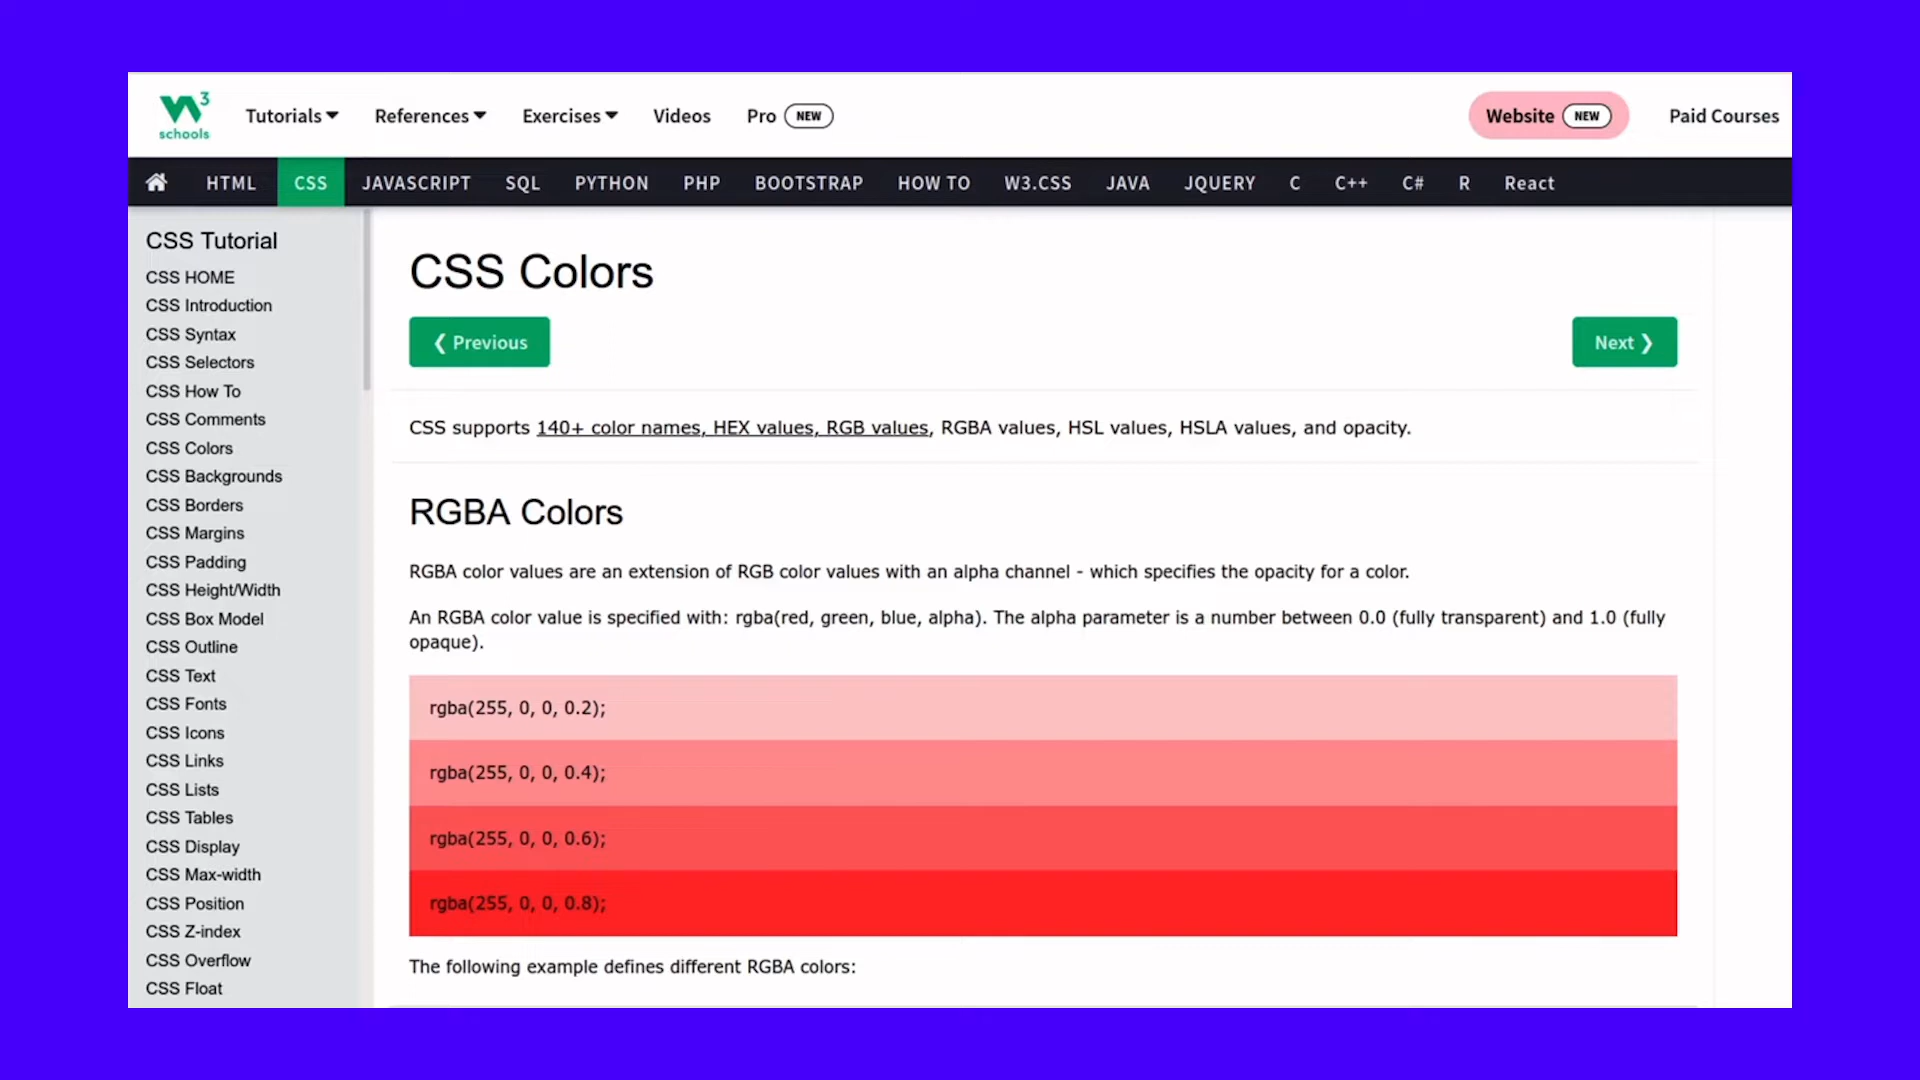 W3 schools
Tutorials References Exercises Videos Pro NEW Website NEW Paid Courses
HTML CSS JAVASCRIPT SQL PYTHON PHP BOOTSTRAP HOW TO W3.CSS JAVA JQUERY C C++ C# R React
CSS Tutorial
CSS HOME
CSS Introduction
CSS Syntax
CSS Selectors
CSS How To
CSS Comments
CSS Colors
CSS Backgrounds
CSS Borders
CSS Margins
CSS Padding
CSS Height/Width
CSS Box Model
CSS Outline
CSS Text
CSS Fonts
CSS Icons
CSS Links
CSS Lists
CSS Tables
CSS Display
CSS Max-width
CSS Position
CSS Z-index
CSS Overflow
CSS Float
CSS Colors
❮ Previous
Next ❯
CSS supports 140+ color names, HEX values, RGB values, RGBA values, HSL values, HSLA values, and opacity.
RGBA Colors
RGBA color values are an extension of RGB color values with an alpha channel - which specifies the opacity for a color.
An RGBA color value is specified with: rgba(red, green, blue, alpha). The alpha parameter is a number between 0.0 (fully transparent) and 1.0 (fully
opaque).
rgba(255, 0, 0, 0.2);
rgba(255, 0, 0, 0.4);
rgba(255, 0, 0, 0.6);
rgba(255, 0, 0, 0.8);
The following example defines different RGBA colors: